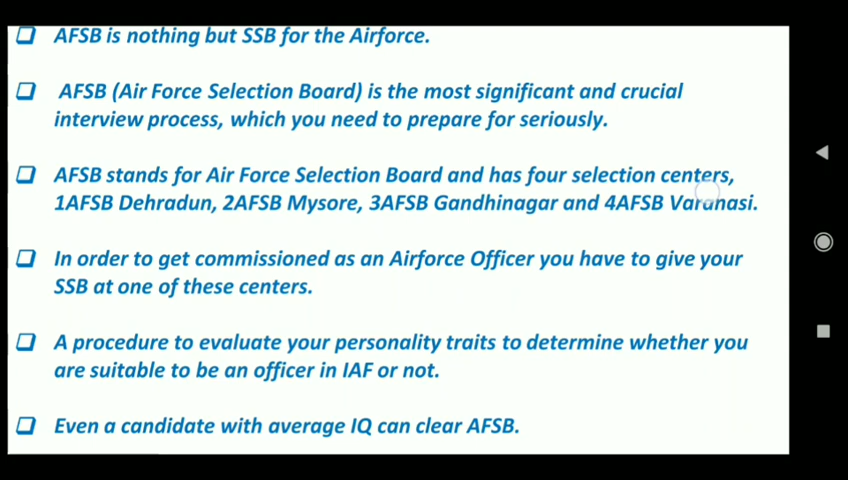 AFSB is nothing but SSB for the Airforce.
AFSB (Air Force Selection Board) is the most significant and crucial
interview process, which you need to prepare for seriously.
AFSB stands for Air Force Selection Board and has four selection centers,
1AFSB Dehradun, 2AFSB Mysore, 3AFSB Gandhinagar and 4AFSB Varanasi.
In order to get commissioned as an Airforce Officer you have to give your
SSB at one of these centers.
A procedure to evaluate your personality traits to determine whether you
are suitable to be an officer in IAF or not.
Even a candidate with average IQ can clear AFSB.